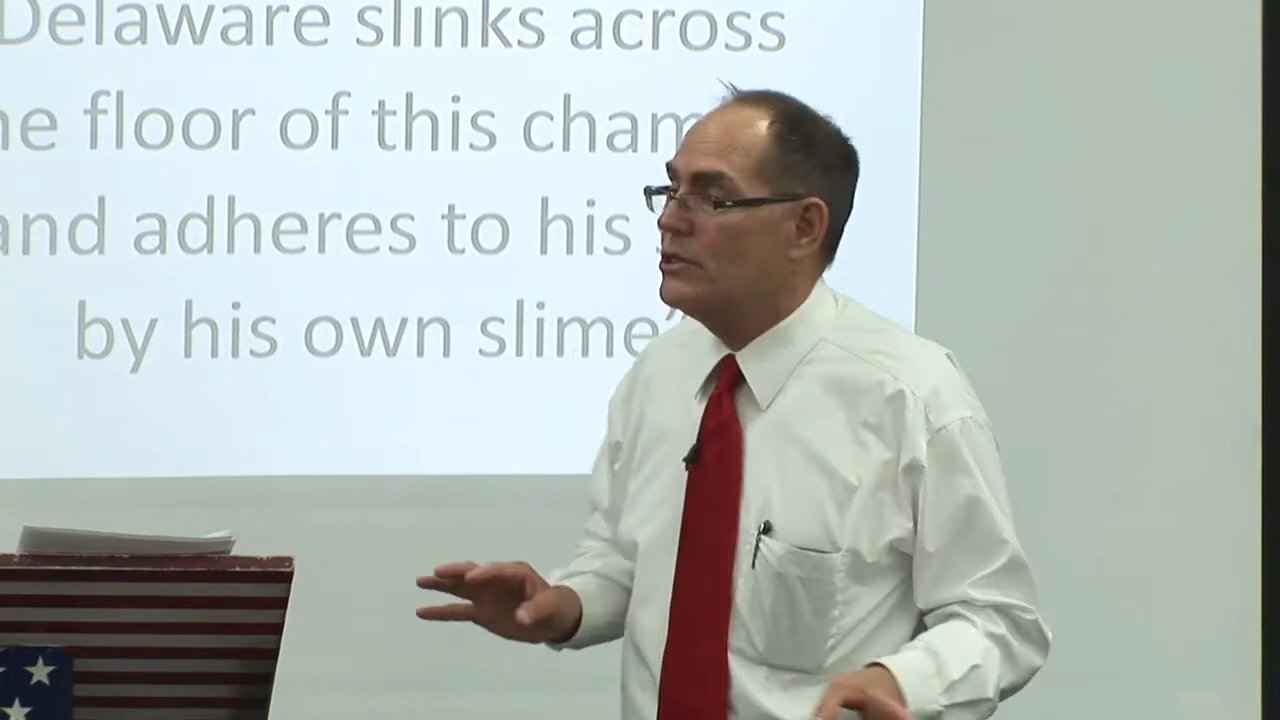 Delaware slinks across
he floor of this cham
and adheres to his
by his own slime”